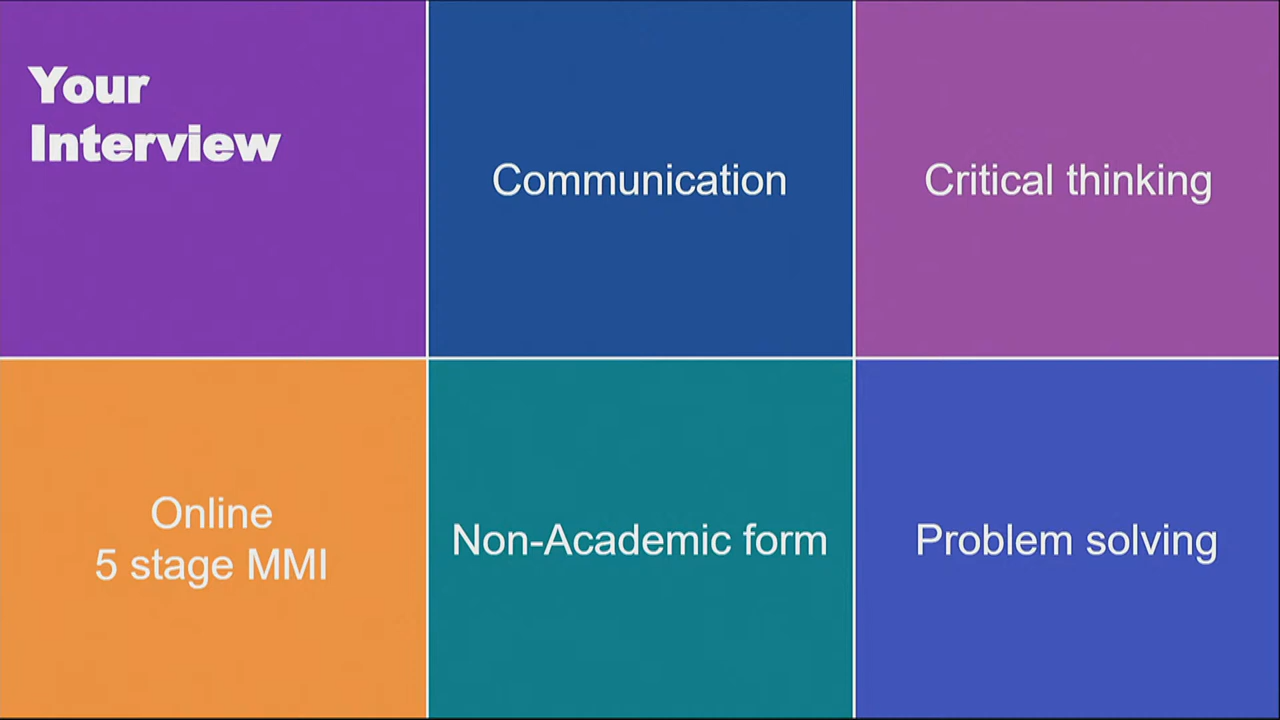 Your
Interview
Communication
Critical thinking
Online
5 stage MMI
Non-Academic form
Problem solving